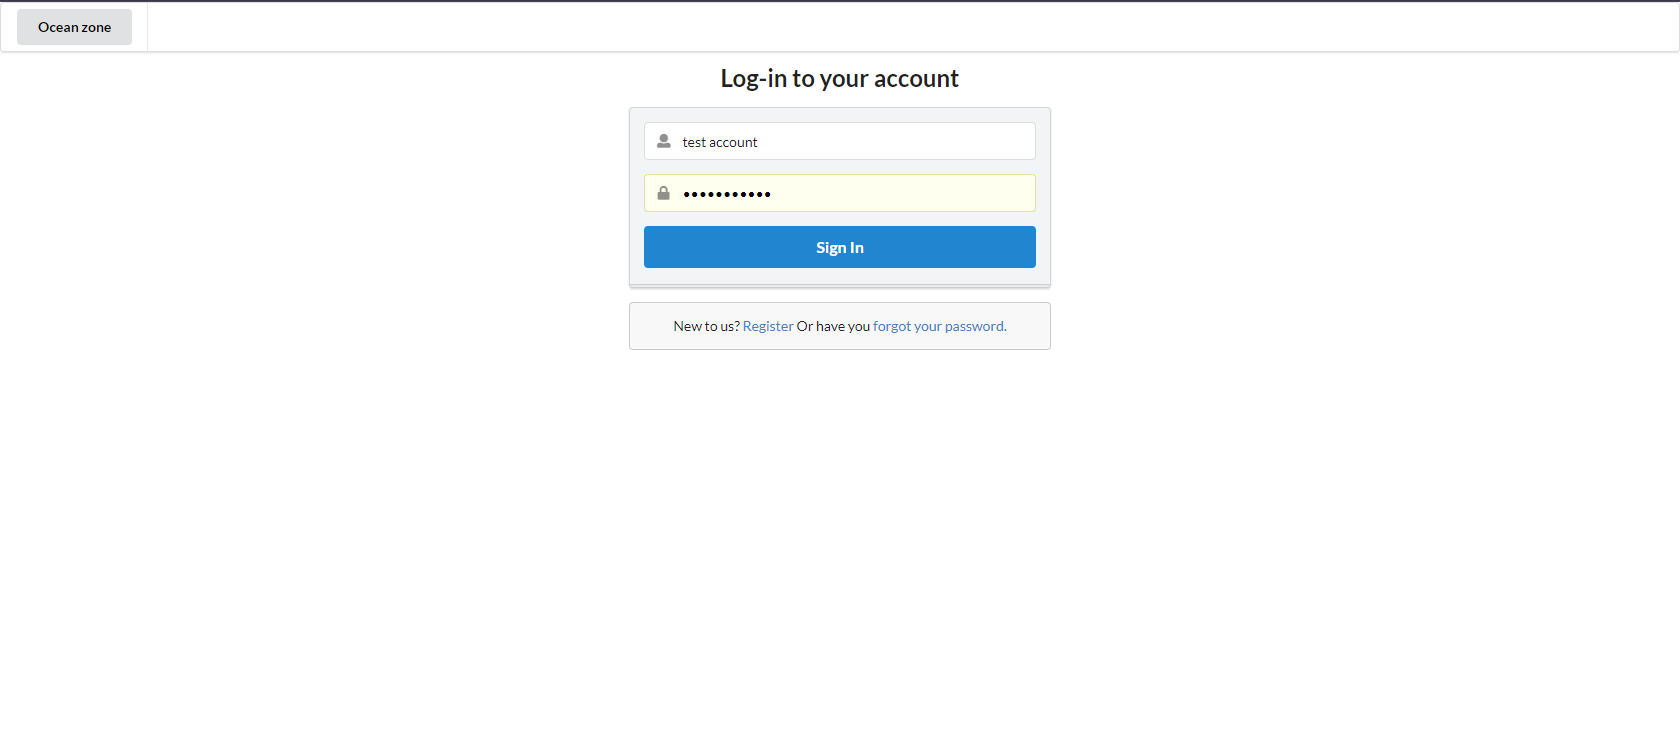 Ocean zone
Log-in to your account
test account
•••••••••••
Sign In
New to us? Register Or have you forgot your password.